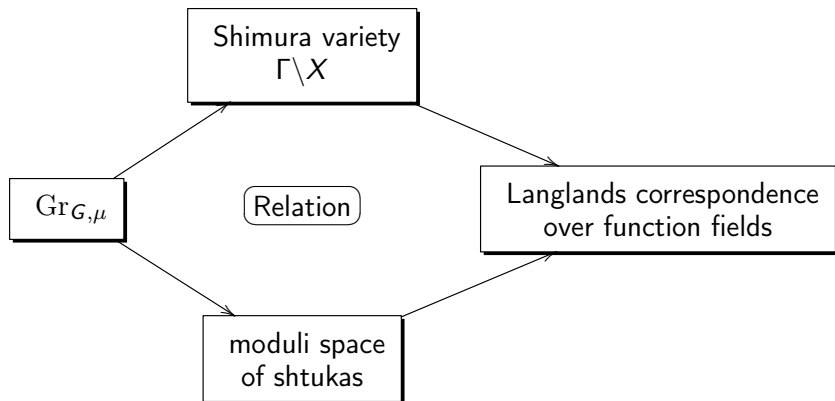 Shimura variety
Γ\X
Gr_{G,μ}
Relation
Langlands correspondence
over function fields
moduli space
of shtukas